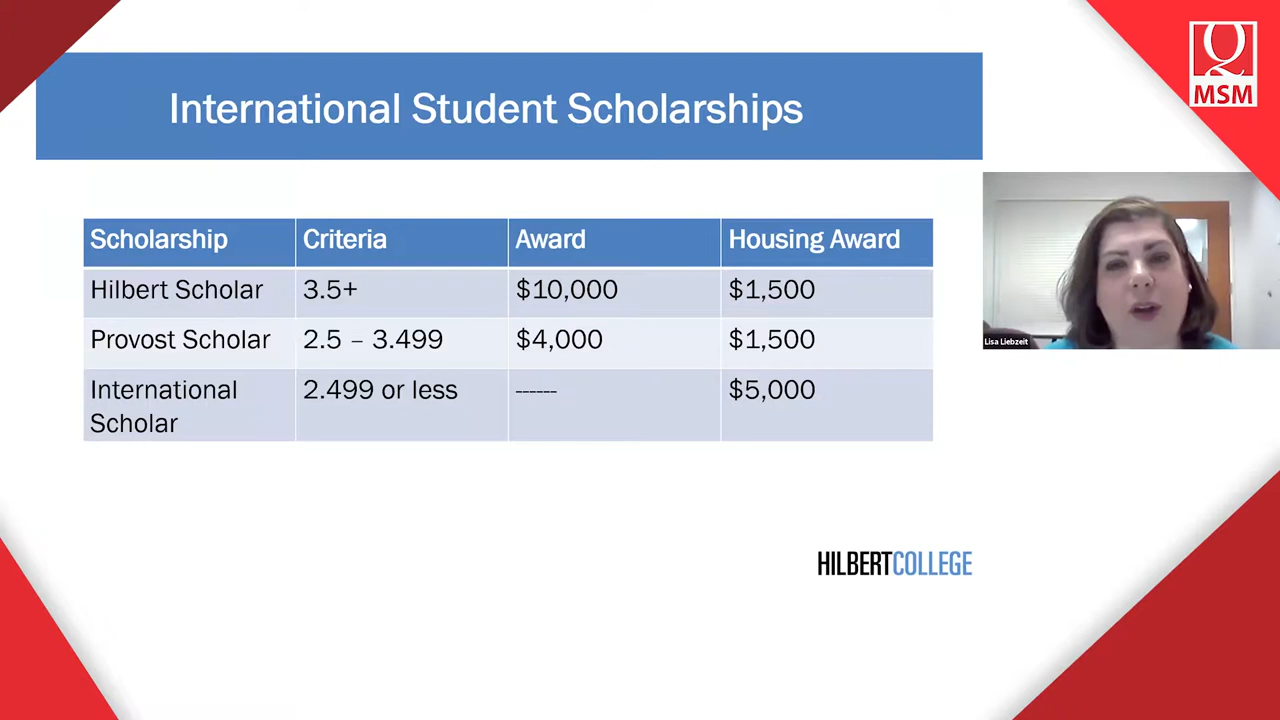 MSM
International Student Scholarships
Scholarship Criteria Award Housing Award
Hilbert Scholar 3.5+ $10,000 $1,500
Provost Scholar 2.5 – 3.499 $4,000 $1,500
International 2.499 or less ------ $5,000
Scholar
Lisa Liebzeit
HILBERTCOLLEGE